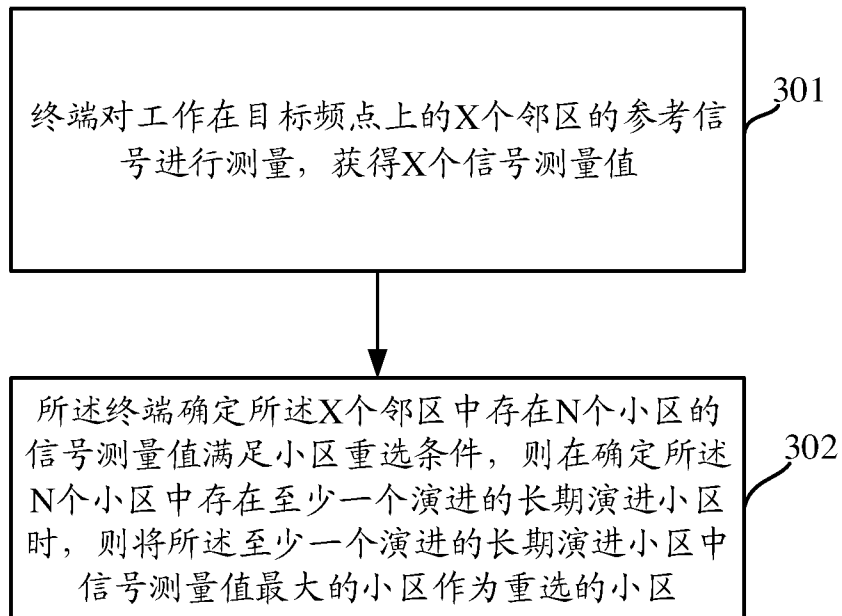 终端对工作在目标频点上的X个邻区的参考信
号进行测量，获得X个信号测量值
301
所述终端确定所述X个邻区中存在N个小区的
信号测量值满足小区重选条件，则在确定所述
N个小区中存在至少一个演进的长期演进小区
时，则将所述至少一个演进的长期演进小区中
信号测量值最大的小区作为重选的小区
302